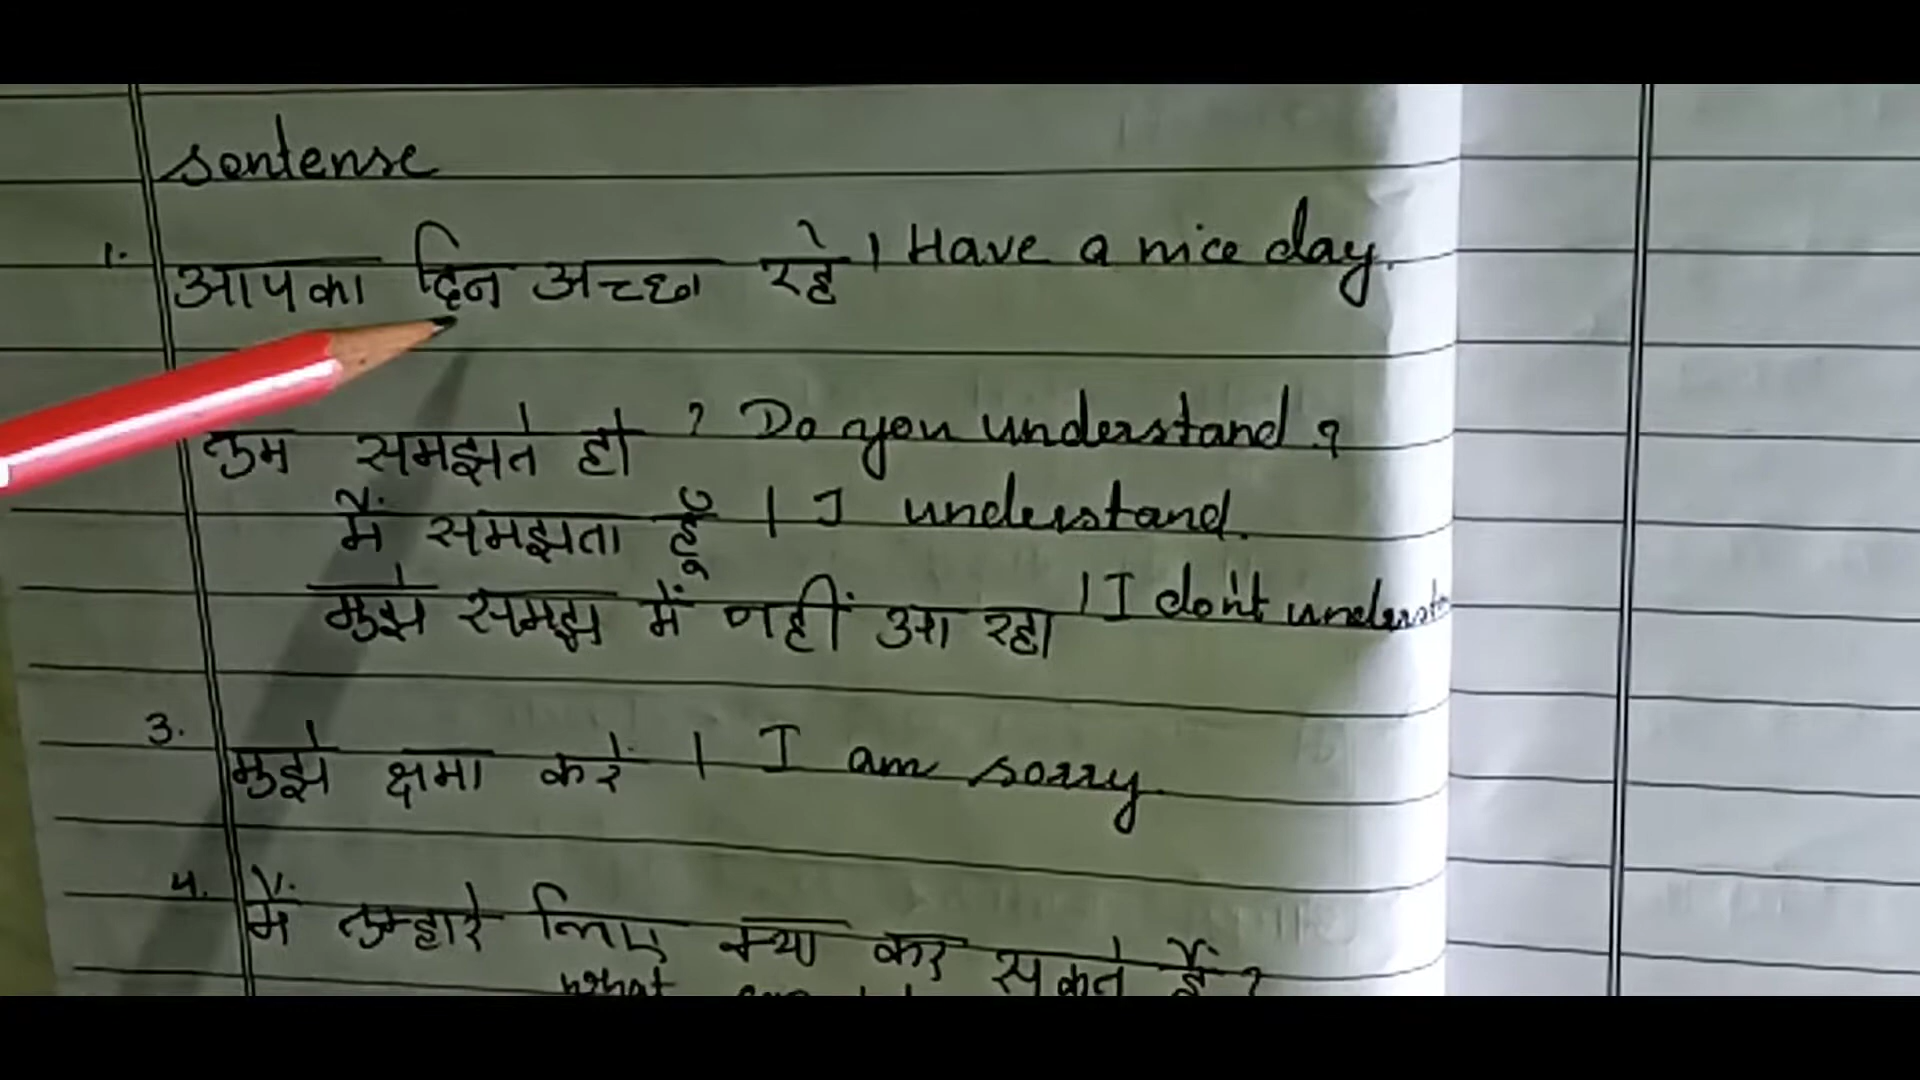 sentense
1. आपका दिन अच्छा रहे । Have a nice day.
तुम समझते हो ? Do you understand ?
मैं समझता हूँ । I understand.
मुझे समझ में नहीं आ रहा । I don't
3. मुझे क्षमा करें । I am sorry
4. मैं तुम्हारे लिए क्या कर सकते हैं ?
what